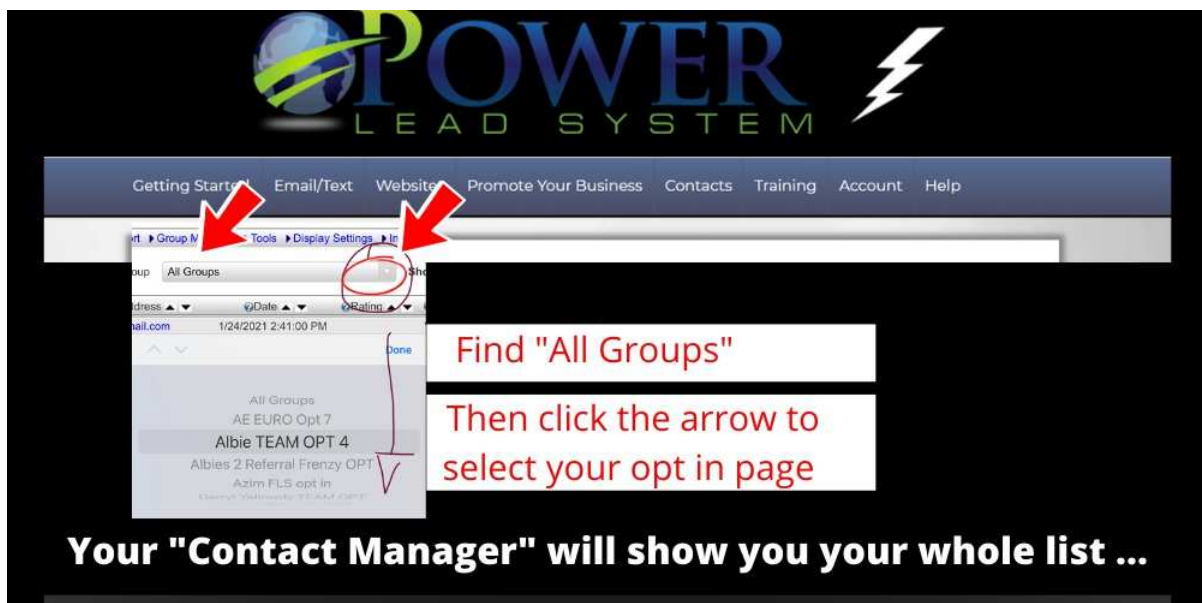 POWER
LEAD SYSTEM
Getting Started Email/Text Websites Promote Your Business Contacts Training Account Help
Tools Display Settings
All Groups
Date Rating
1/24/2021 2:41:00 PM
Done
All Groups
AE EURO Opt 7
Albie TEAM OPT 4
Albies 2 Referral Frenzy OPT
Azim FLS opt in
Find "All Groups"
Then click the arrow to
select your opt in page
Your "Contact Manager" will show you your whole list ...